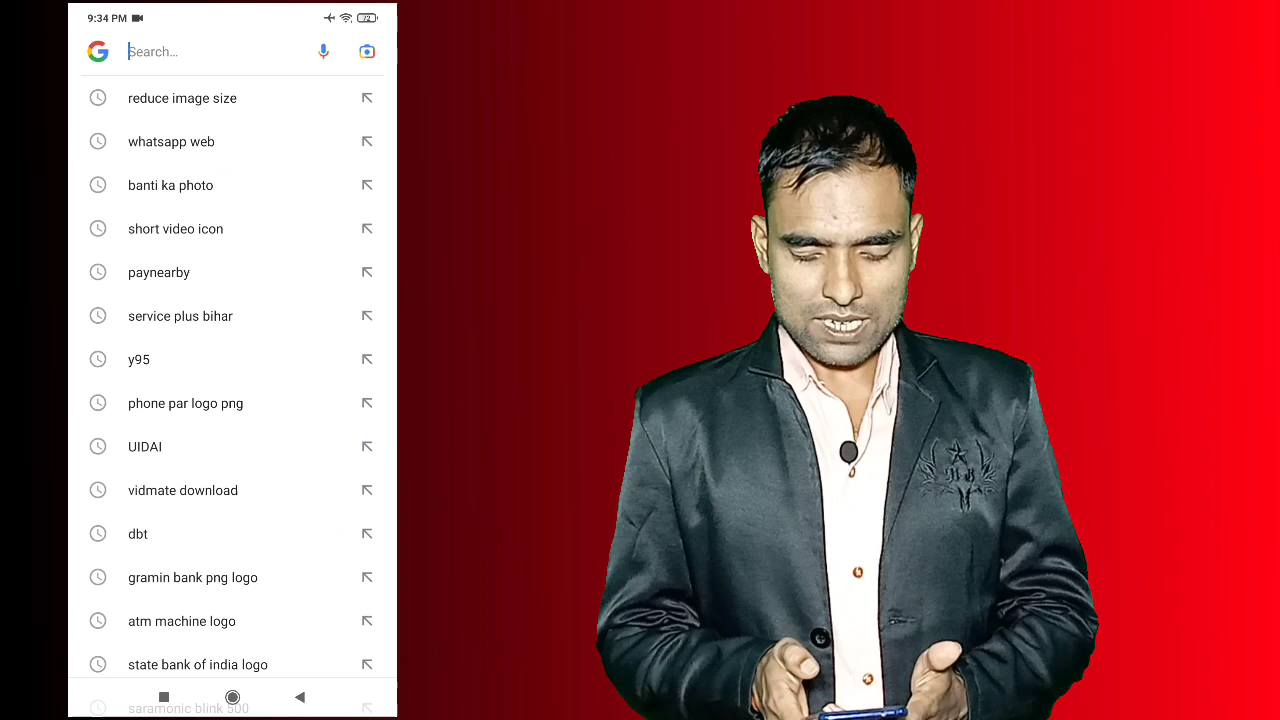 9:34 PM
72
Search...
reduce image size
whatsapp web
banti ka photo
short video icon
paynearby
service plus bihar
y95
phone par logo png
UIDAI
vidmate download
dbt
gramin bank png logo
atm machine logo
state bank of india logo
saramonic blink 500